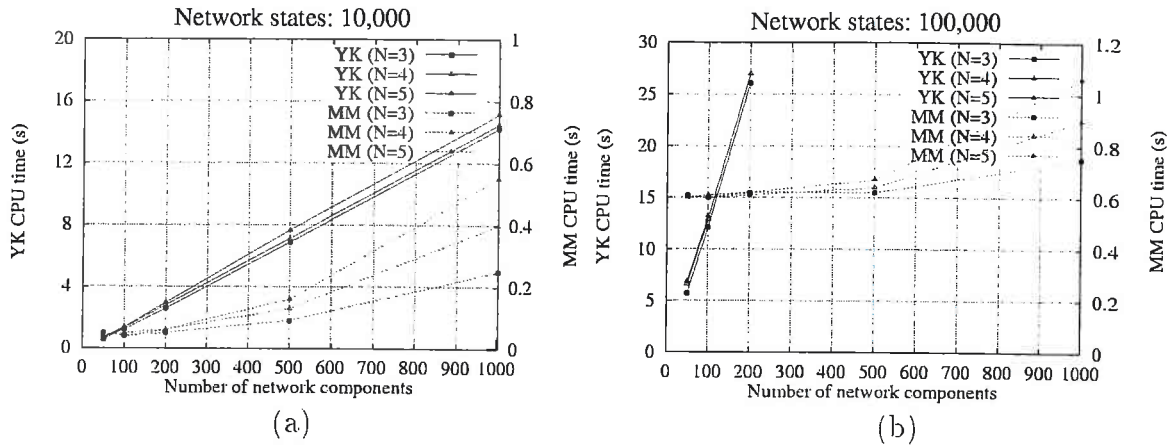 Network states: 10,000
YK CPU time (s)
20
16
12
8
4
0
YK (N=3)
YK (N=4)
YK (N=5)
MM (N=3)
MM (N=4)
MM (N=5)
1
0.8
0.6
0.4
0.2
0
MM CPU time (s)
0 100 200 300 400 500 600 700 800 900 1000
Number of network components
(a)
Network states: 100,000
YK CPU time (s)
30
25
20
15
10
5
0
YK (N=3)
YK (N=4)
YK (N=5)
MM (N=3)
MM (N=4)
MM (N=5)
1.2
1
0.8
0.6
0.4
0.2
0
MM CPU time (s)
0 100 200 300 400 500 600 700 800 900 1000
Number of network components
(b)